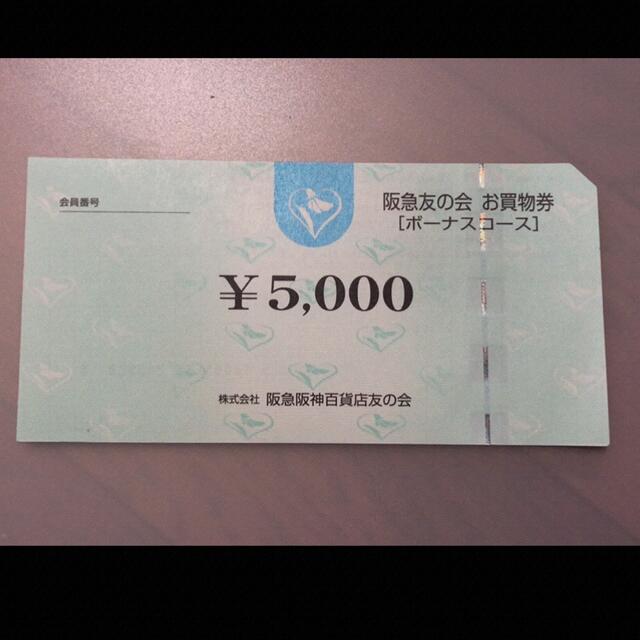 会員番号
阪急友の会 お買物券
[ボーナスコース]
¥5,000
株式会社 阪急阪神百貨店友の会